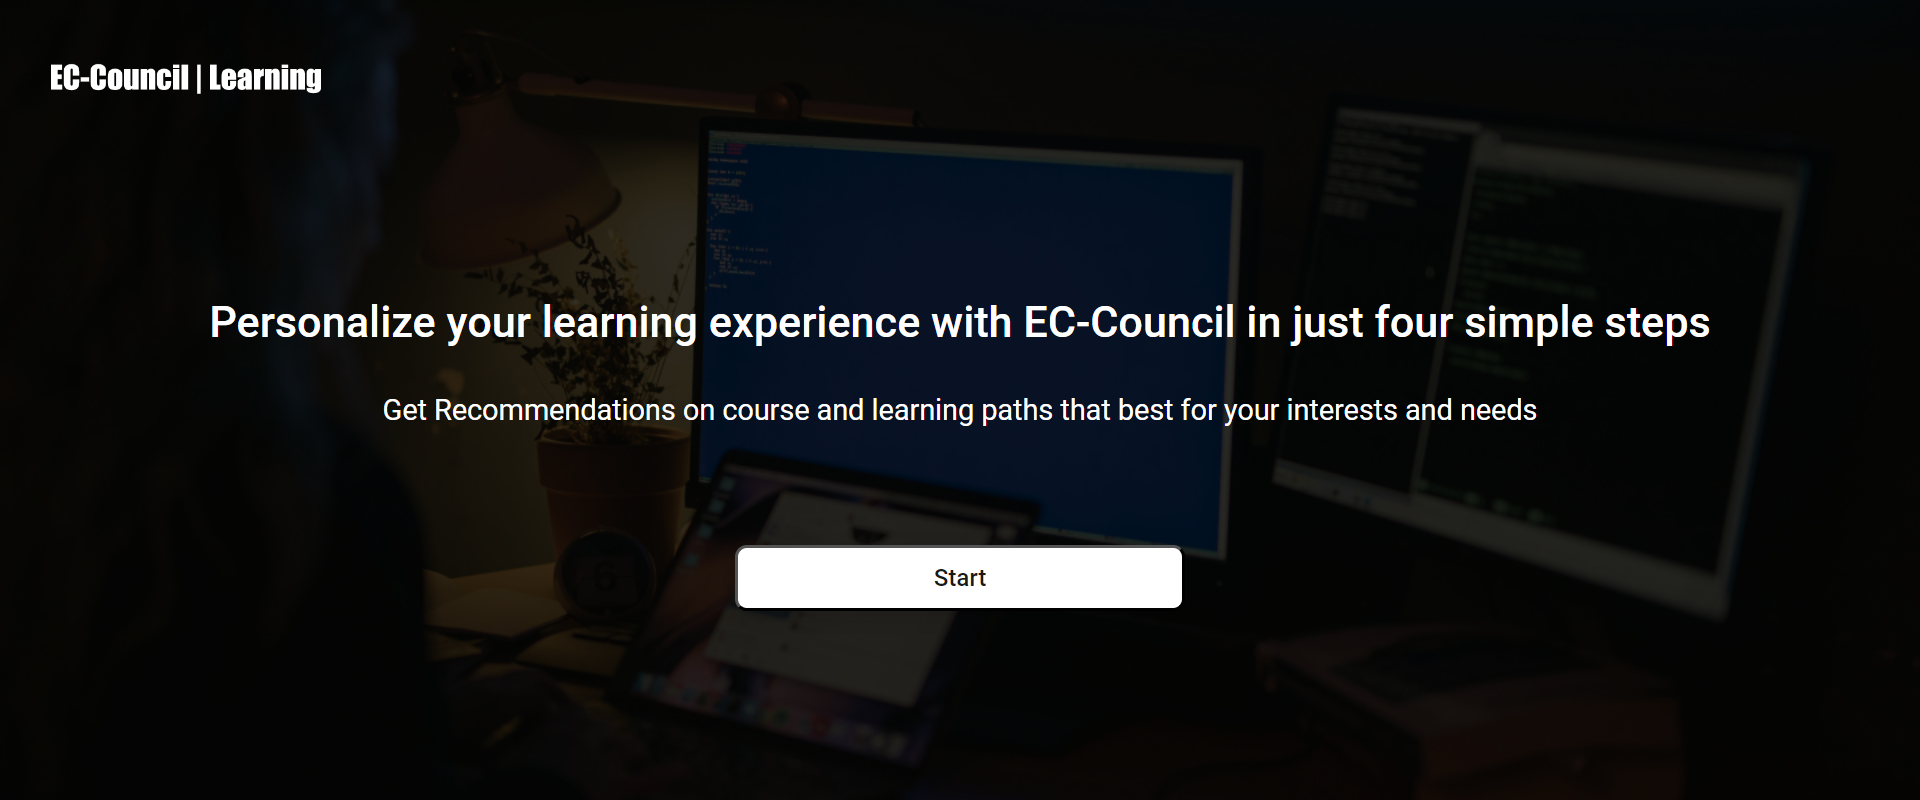 EC-Council | Learning
Personalize your learning experience with EC-Council in just four simple steps
Get Recommendations on course and learning paths that best for your interests and needs
Start